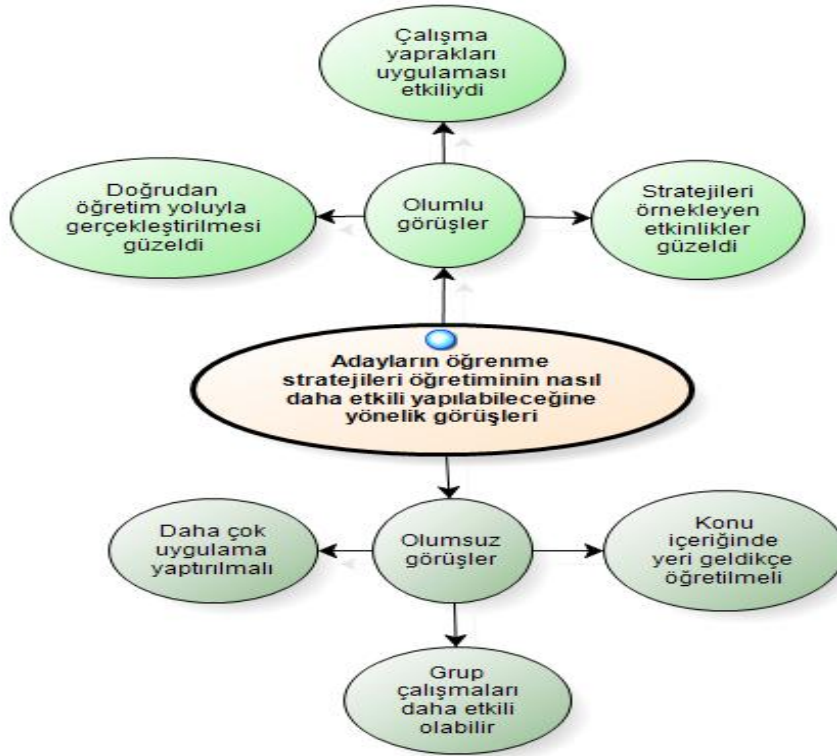 Çalışma
yaprakları
uygulaması
etkiliydi
Doğrudan
öğretim yoluyla
gerçekleştirilmesi
güzeldi
Olumlu
görüşler
Stratejileri
örnekleyen
etkinlikler
güzeldi
Adayların öğrenme
stratejileri öğretiminin nasıl
daha etkili yapılabileceğine
yönelik görüşleri
Daha çok
uygulama
yaptırılmalı
Olumsuz
görüşler
Konu
içeriğinde
yeri geldikçe
öğretilmeli
Grup
çalışmaları
daha etkili
olabilir